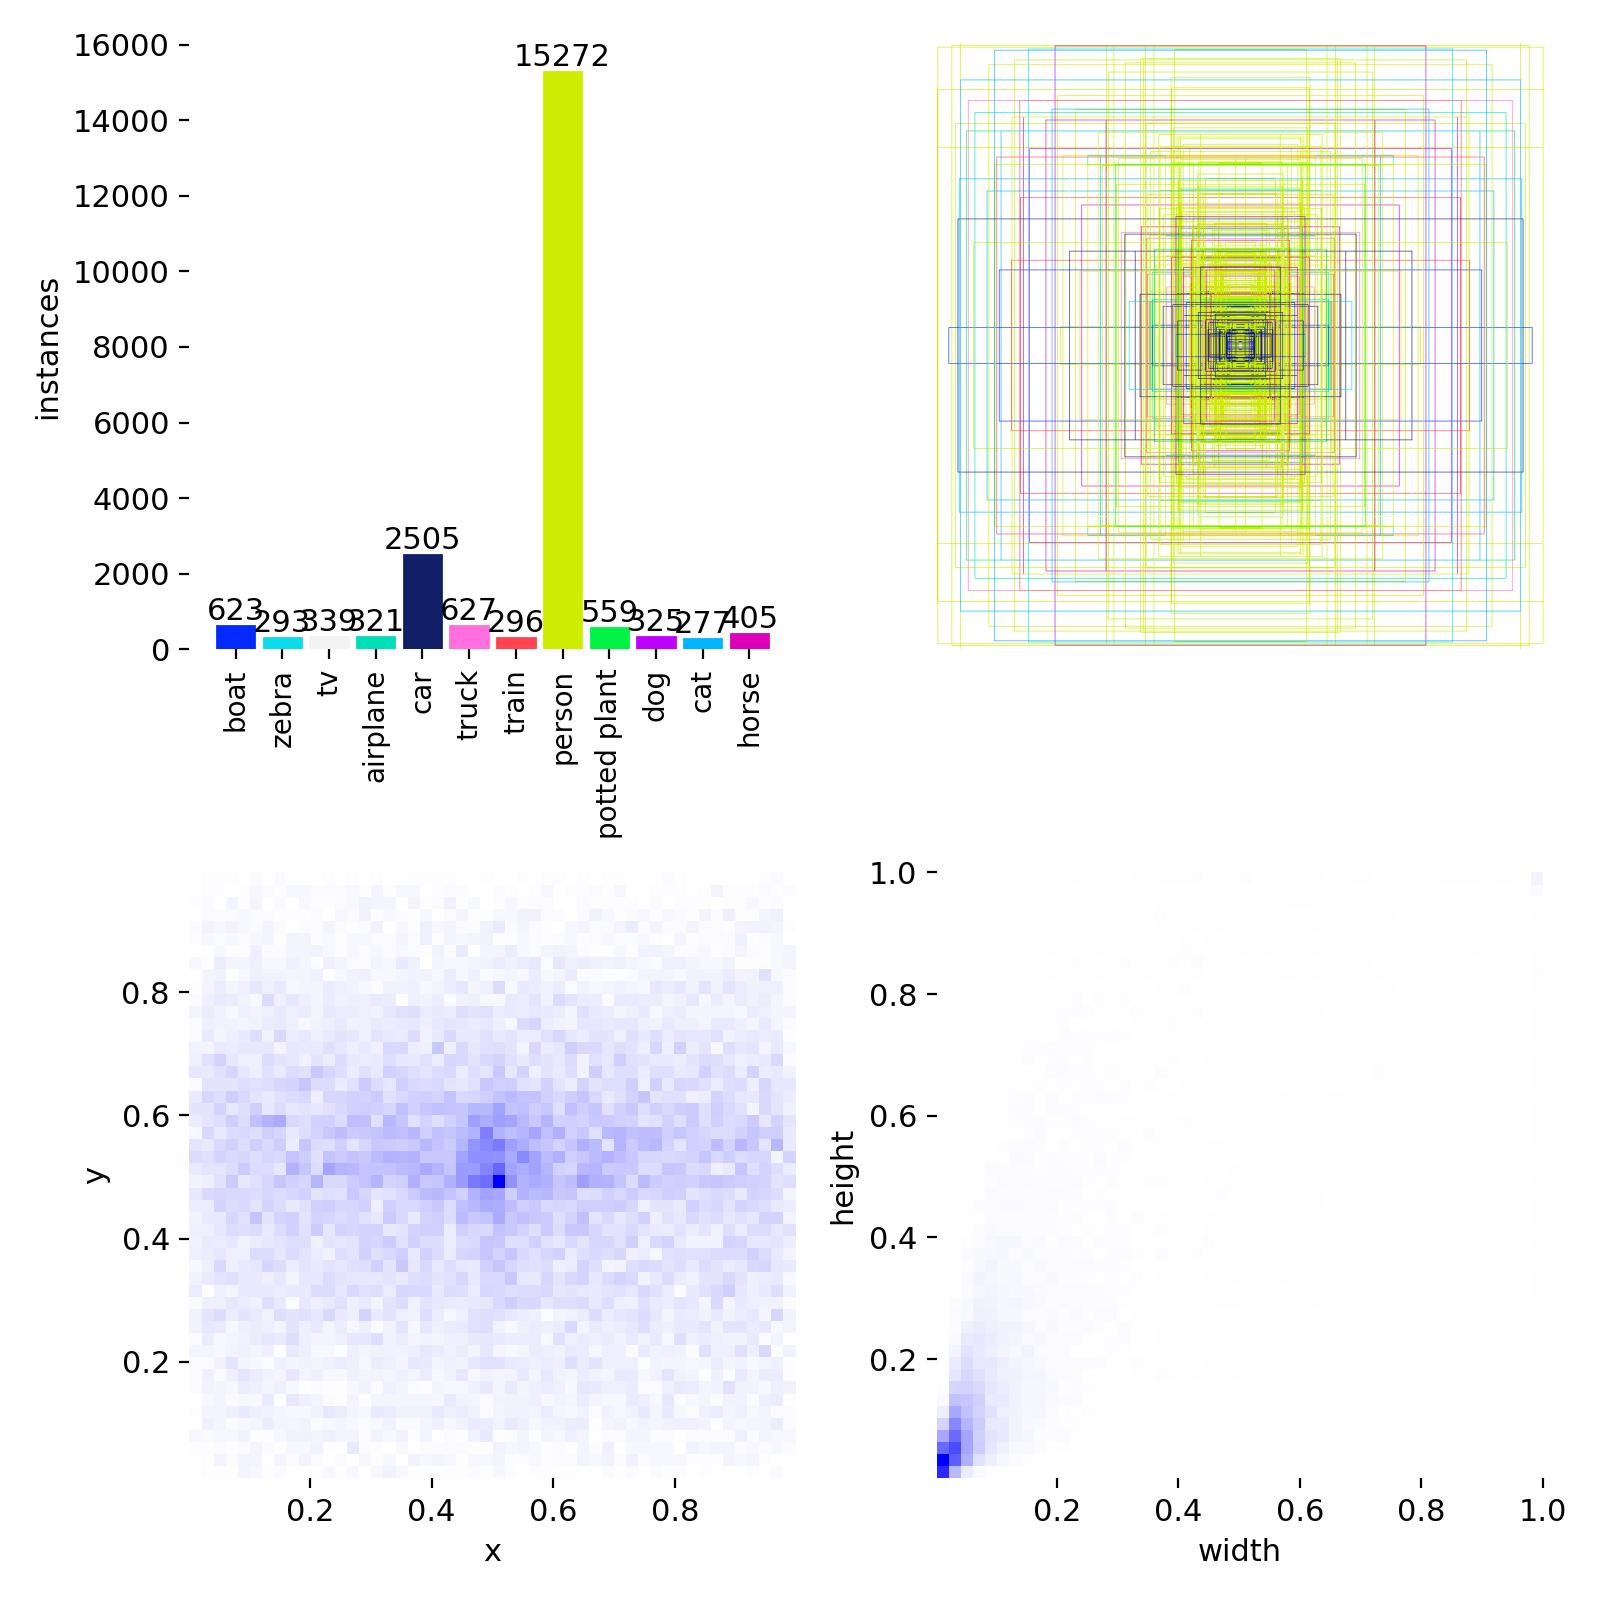 16000
14000
12000
10000
8000
6000
4000
2000
0
instances
15272
2505
623
293
339
321
627
296
559
325
277
405
boat
zebra
tv
airplane
car
truck
train
person
potted plant
dog
cat
horse
0.8
0.6
0.4
0.2
y
0.2 0.4 0.6 0.8
x
1.0
0.8
0.6
0.4
0.2
height
0.2 0.4 0.6 0.8 1.0
width